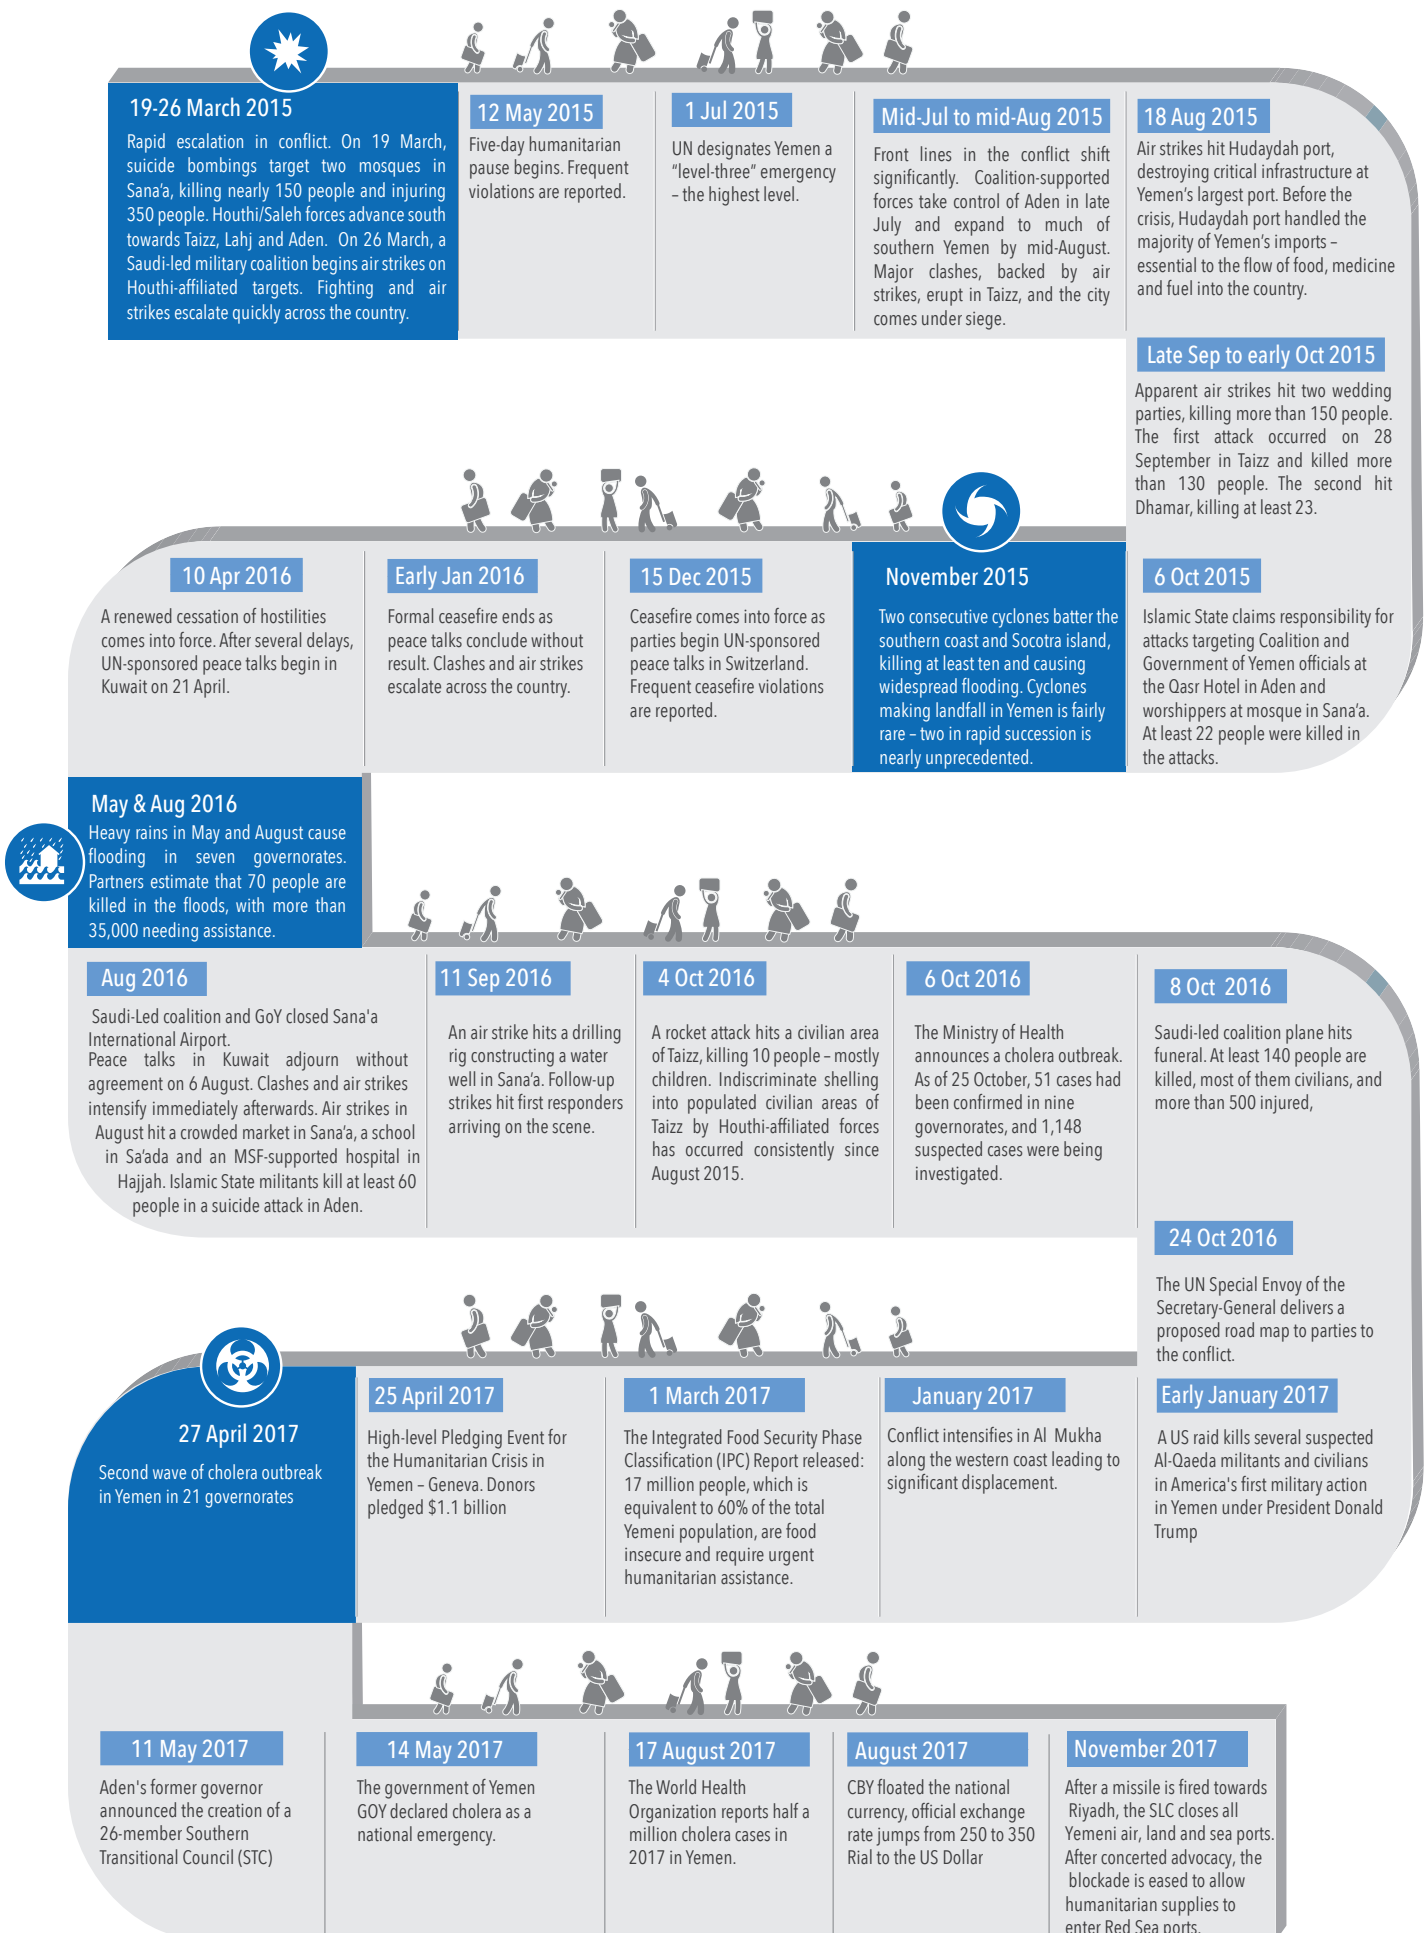 19-26 March 2015
Rapid escalation in conflict. On 19 March,
suicide bombings target two mosques in
Sana’a, killing nearly 150 people and injuring
350 people. Houthi/Saleh forces advance south
towards Taizz, Lahj and Aden. On 26 March, a
Saudi-led military coalition begins air strikes on
Houthi-affiliated targets. Fighting and air
strikes escalate quickly across the country.
12 May 2015
Five-day humanitarian
pause begins. Frequent
violations are reported.
1 Jul 2015
UN designates Yemen a
“level-three” emergency
– the highest level.
Mid-Jul to mid-Aug 2015
Front lines in the conflict shift
significantly. Coalition-supported
forces take control of Aden in late
July and expand to much of
southern Yemen by mid-August.
Major clashes, backed by air
strikes, erupt in Taizz, and the city
comes under siege.
18 Aug 2015
Air strikes hit Hudaydah port,
destroying critical infrastructure at
Yemen’s largest port. Before the
crisis, Hudaydah port handled the
majority of Yemen’s imports –
essential to the flow of food, medicine
and fuel into the country.
Late Sep to early Oct 2015
Apparent air strikes hit two wedding
parties, killing more than 150 people.
The first attack occurred on 28
September in Taizz and killed more
than 130 people. The second hit
Dhamar, killing at least 23.
6 Oct 2015
Islamic State claims responsibility for
attacks targeting Coalition and
Government of Yemen officials at
the Qasr Hotel in Aden and
worshippers at mosque in Sana’a.
At least 22 people were killed in
the attacks.
November 2015
Two consecutive cyclones batter the
southern coast and Socotra island,
killing at least ten and causing
widespread flooding. Cyclones
making landfall in Yemen is fairly
rare – two in rapid succession is
nearly unprecedented.
15 Dec 2015
Ceasefire comes into force as
parties begin UN-sponsored
peace talks in Switzerland.
Frequent ceasefire violations
are reported.
Early Jan 2016
Formal ceasefire ends as
peace talks conclude without
result. Clashes and air strikes
escalate across the country.
10 Apr 2016
A renewed cessation of hostilities
comes into force. After several delays,
UN-sponsored peace talks begin in
Kuwait on 21 April.
May & Aug 2016
Heavy rains in May and August cause
flooding in seven governorates.
Partners estimate that 70 people are
killed in the floods, with more than
35,000 needing assistance.
Aug 2016
Saudi-Led coalition and GoY closed Sana'a
International Airport.
Peace talks in Kuwait adjourn without
agreement on 6 August. Clashes and air strikes
intensify immediately afterwards. Air strikes in
August hit a crowded market in Sana’a, a school
in Sa’ada and an MSF-supported hospital in
Hajjah. Islamic State militants kill at least 60
people in a suicide attack in Aden.
11 Sep 2016
An air strike hits a drilling
rig constructing a water
well in Sana’a. Follow-up
strikes hit first responders
arriving on the scene.
4 Oct 2016
A rocket attack hits a civilian area
of Taizz, killing 10 people – mostly
children. Indiscriminate shelling
into populated civilian areas of
Taizz by Houthi-affiliated forces
has occurred consistently since
August 2015.
6 Oct 2016
The Ministry of Health
announces a cholera outbreak.
As of 25 October, 51 cases had
been confirmed in nine
governorates, and 1,148
suspected cases were being
investigated.
8 Oct 2016
Saudi-led coalition plane hits
funeral. At least 140 people are
killed, most of them civilians, and
more than 500 injured,
24 Oct 2016
The UN Special Envoy of the
Secretary-General delivers a
proposed road map to parties to
the conflict.
Early January 2017
A US raid kills several suspected
Al-Qaeda militants and civilians
in America's first military action
in Yemen under President Donald
Trump
January 2017
Conflict intensifies in Al Mukha
along the western coast leading to
significant displacement.
1 March 2017
The Integrated Food Security Phase
Classification (IPC) Report released:
17 million people, which is
equivalent to 60% of the total
Yemeni population, are food
insecure and require urgent
humanitarian assistance.
25 April 2017
High-level Pledging Event for
the Humanitarian Crisis in
Yemen – Geneva. Donors
pledged $1.1 billion
27 April 2017
Second wave of cholera outbreak
in Yemen in 21 governorates
11 May 2017
Aden's former governor
announced the creation of a
26-member Southern
Transitional Council (STC)
14 May 2017
The government of Yemen
GOY declared cholera as a
national emergency.
17 August 2017
The World Health
Organization reports half a
million cholera cases in
2017 in Yemen.
August 2017
CBY floated the national
currency, official exchange
rate jumps from 250 to 350
Rial to the US Dollar
November 2017
After a missile is fired towards
Riyadh, the SLC closes all
Yemeni air, land and sea ports.
After concerted advocacy, the
blockade is eased to allow
humanitarian supplies to
enter Red Sea ports.